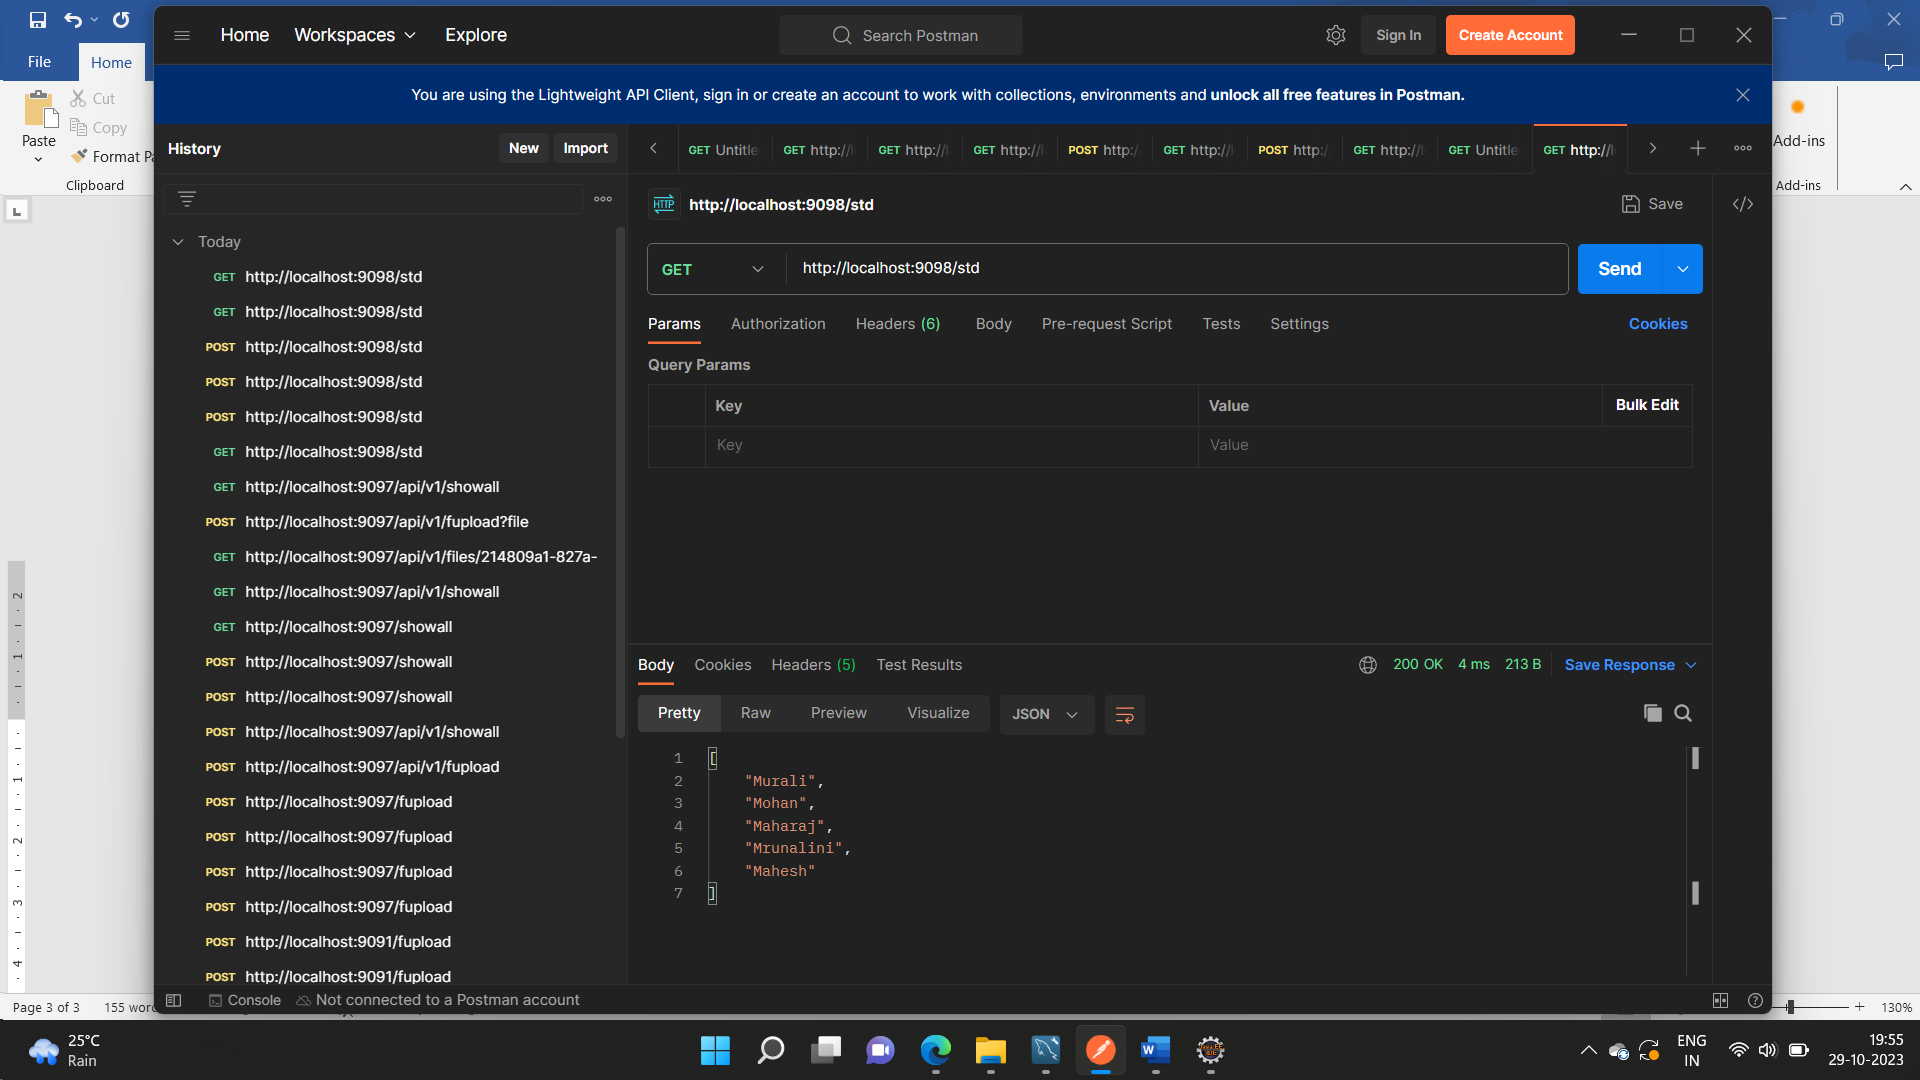 File
Home
Cut
Copy
Paste
Clipboard
Home
Workspaces
Explore
Search Postman
Sign In
Create Account
You are using the Lightweight API Client, sign in or create an account to work with collections, environments and unlock all free features in Postman.
Add-ins
Add-ins
History
New
Import
GET
GET http://
GET http://
GET http://
POST http:/
GET http://
POST http:/
GET http://
GET
GET http://
HTTP
http://localhost:9098/std
Save
Today
GET http://localhost:9098/std
GET http://localhost:9098/std
POST http://localhost:9098/std
POST http://localhost:9098/std
POST http://localhost:9098/std
GET http://localhost:9098/std
GET http://localhost:9097/api/v1/showall
POST http://localhost:9097/api/v1/fupload?file
GET http://localhost:9097/api/v1/files/214809a1-827a-
GET http://localhost:9097/api/v1/showall
GET http://localhost:9097/showall
POST http://localhost:9097/showall
POST http://localhost:9097/showall
POST http://localhost:9097/api/v1/showall
POST http://localhost:9097/api/v1/fupload
POST http://localhost:9097/fupload
POST http://localhost:9097/fupload
POST http://localhost:9097/fupload
POST http://localhost:9097/fupload
POST http://localhost:9091/fupload
POST http://localhost:9091/fupload
GET
http://localhost:9098/std
Send
Params
Authorization
Headers (6)
Body
Pre-request Script
Tests
Settings
Cookies
Query Params
Key
Value
Bulk Edit
Key
Value
Body
Cookies
Headers (5)
Test Results
200 OK
4 ms
213 B
Save Response
Pretty
Raw
Preview
Visualize
JSON
1 [
2 "Murali",
3 "Mohan",
4 "Maharaj",
5 "Mrunalini",
6 "Mahesh"
7 ]
Console
Not connected to a Postman account
Page 3 of 3
155
130%
25°C
Rain
ENG
IN
19:55
29-10-2023